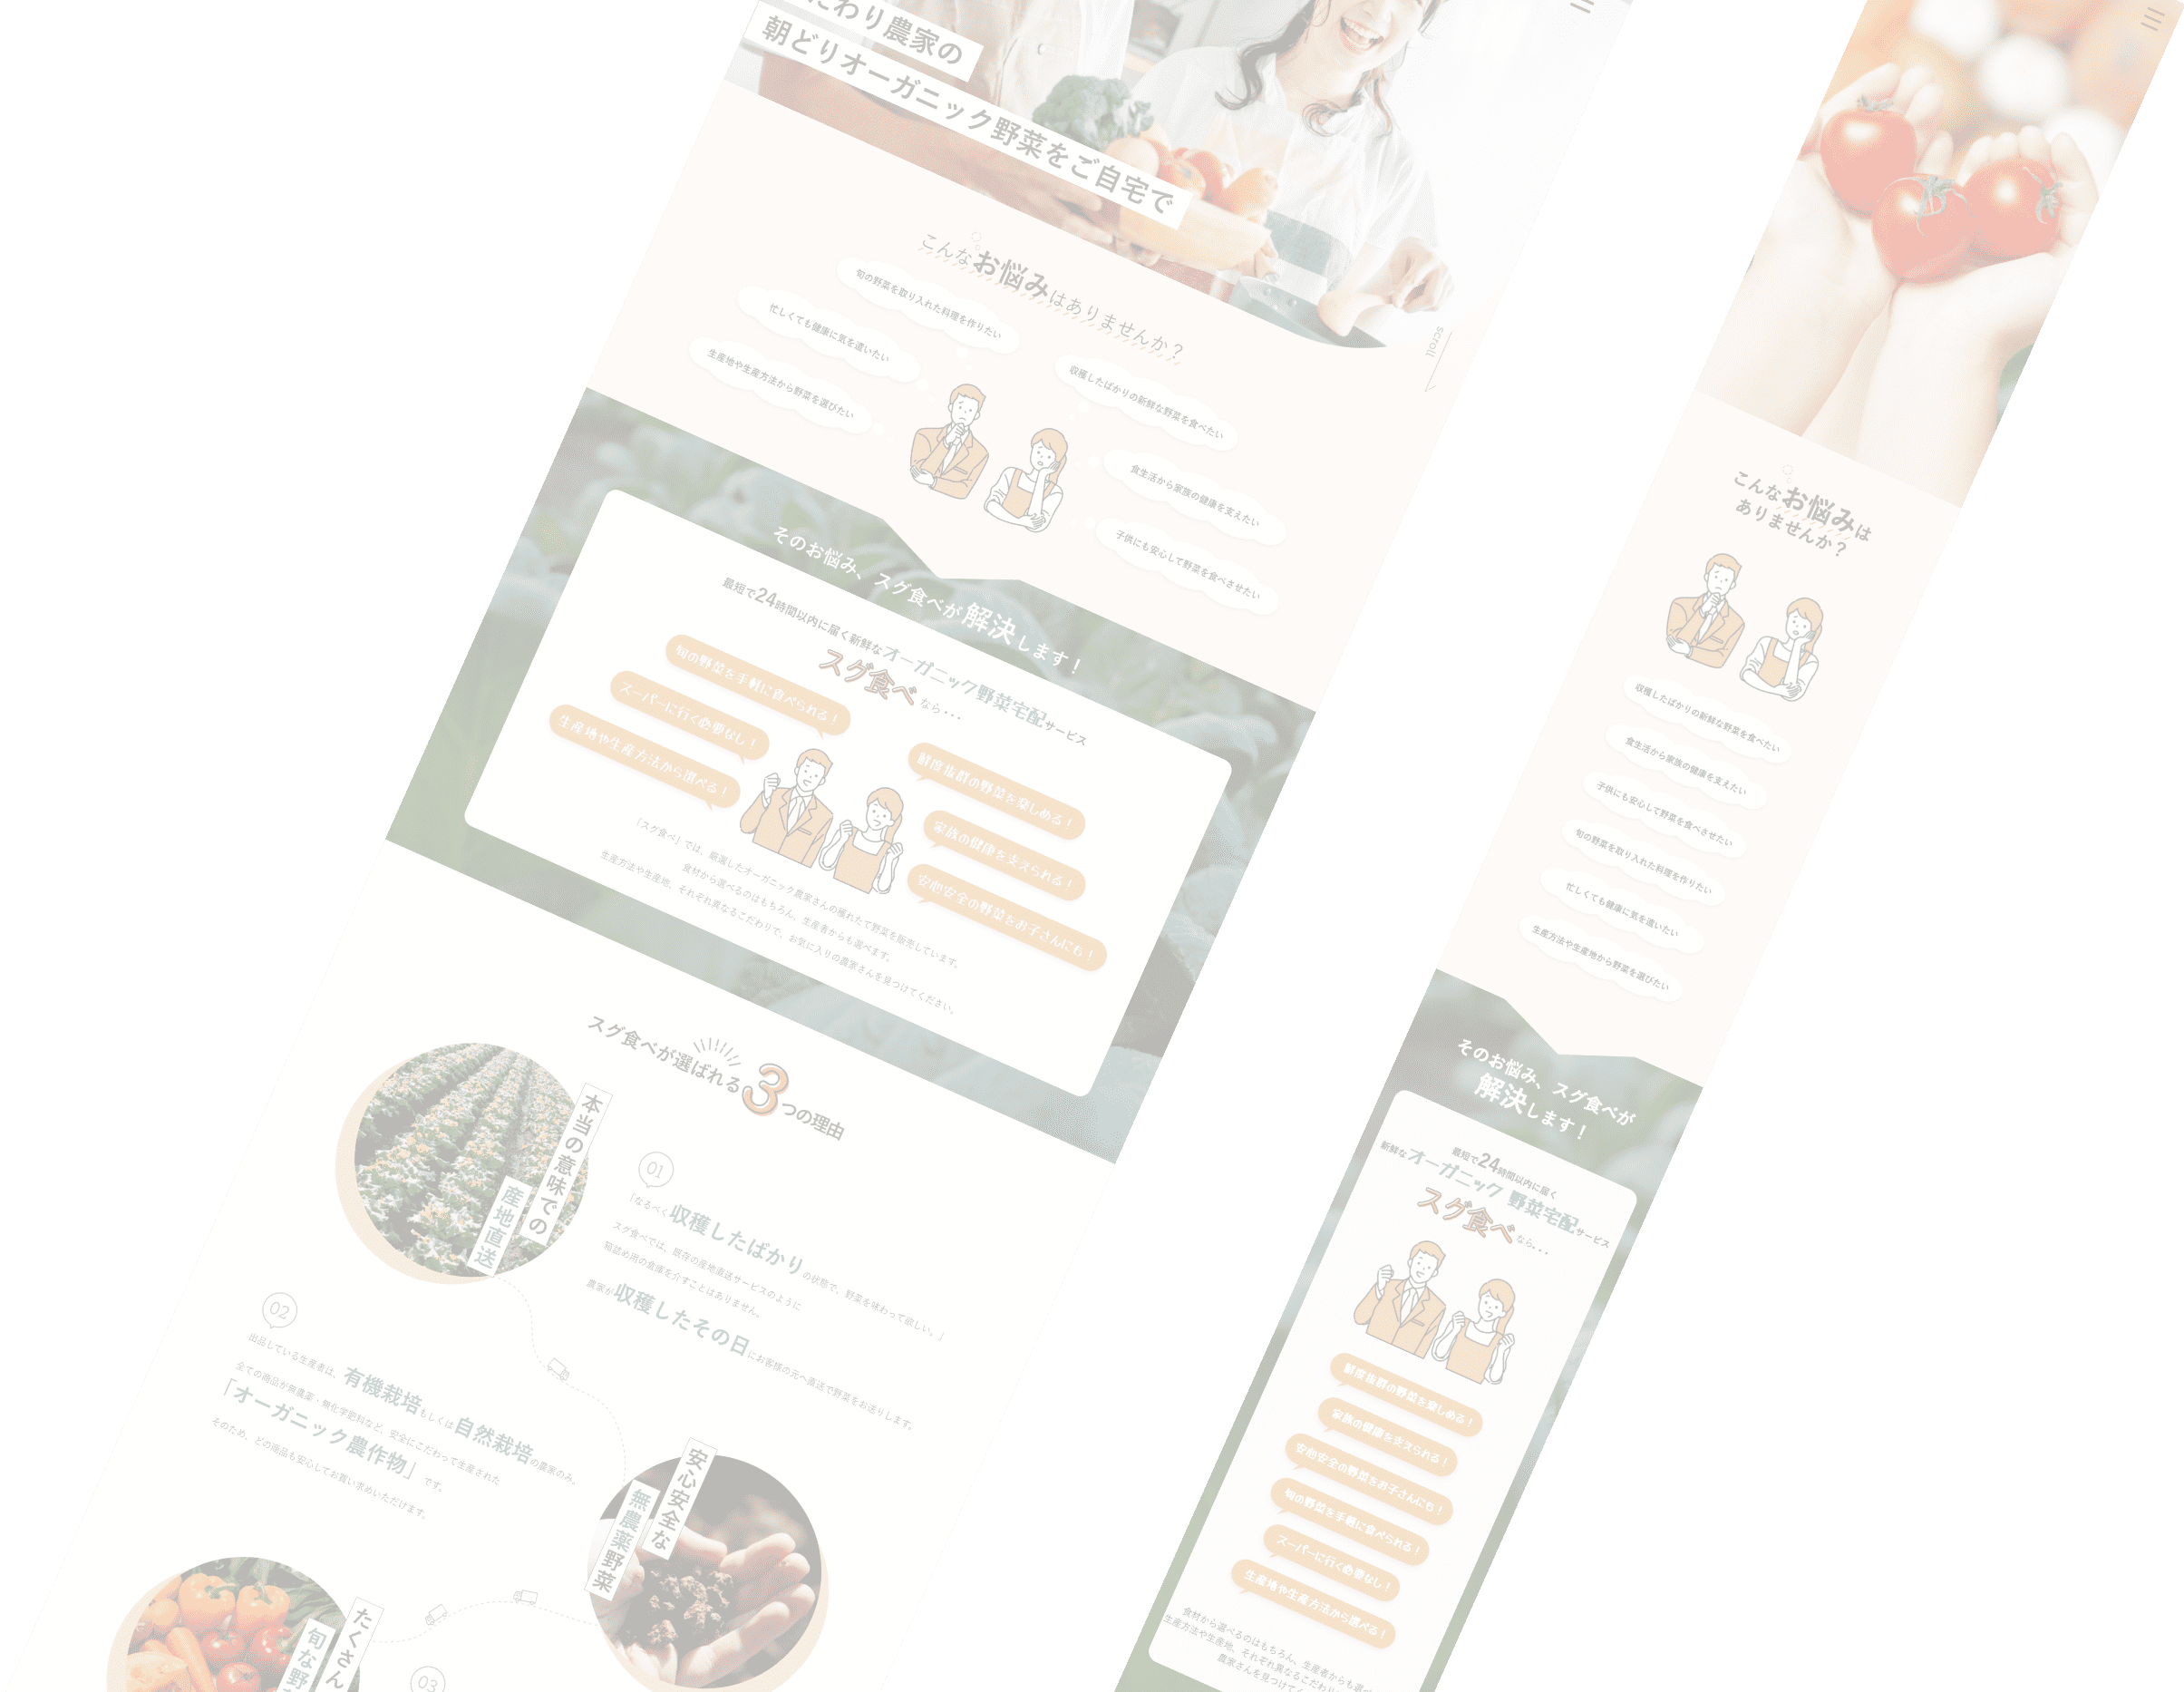 だわり農家の
朝どりオーガニック野菜をご自宅で
scroll
こんなお悩みはありませんか？
旬の野菜を取り入れた料理を作りたい
忙しくても健康に気を遣いたい
生産地や生産方法から野菜を選びたい
収穫したばかりの新鮮な野菜を食べたい
食生活から家族の健康を支えたい
子供にも安心して野菜を食べさせたい
そのお悩み、スグ食べが解決します！
最短で24時間以内に届く新鮮なオーガニック野菜宅配サービス
スグ食べなら・・・
旬の野菜を手軽に食べられる！
スーパーに行く必要なし！
生産場や生産方法から選べる！
鮮度抜群の野菜を楽しめる！
家族の健康を支えられる！
安心安全の野菜をお子さんにも！
「スグ食べ」では、厳選したオーガニック農家さんの獲れたて野菜を販売しています。
食材から選べるのはもちろん、生産者からも選べます。
生産方法や生産地、それぞれ異なるこだわりで、お気に入りの農家さんを見つけてください。
スグ食べが選ばれる3つの理由
本当の意味での
産地直送
01
「なるべく収穫したばかりの状態で、野菜を味わって欲しい。」
スグ食べでは、既存の産地直送サービスのように
箱詰め用の倉庫を介すことはありません。
農家が収穫したその日にお客様の元へ直送で野菜をお送りします。
02
出品している生産者は、有機栽培もしくは自然栽培の農家のみ。
全ての商品が無農薬・無化学肥料など、安全にこだわって生産された
「オーガニック農作物」です。
そのため、どの商品も安心してお買い求めいただけます。
安心安全な
無農薬野菜
たくさん
旬な野
03
こんなお悩みは
ありませんか？
収穫したばかりの新鮮な野菜を食べたい
食生活から家族の健康を支えたい
子供にも安心して野菜を食べさせたい
旬の野菜を取り入れた料理を作りたい
忙しくても健康に気を遣いたい
生産方法や生産地から野菜を選びたい
そのお悩み、スグ食べが
解決します！
最短で24時間以内に届く
新鮮なオーガニック 野菜宅配サービス
スグ食べなら・・・
鮮度抜群の野菜を楽しめる！
家族の健康を支えられる！
安心安全の野菜をお子さんにも！
旬の野菜を手軽に食べられる！
スーパーに行く必要なし！
生産場や生産方法から選べる！
食材から選べるのはもちろん、生産者からも選べ
生産方法や生産地、それぞれ異なるこだわり
農家さんを見つけてく